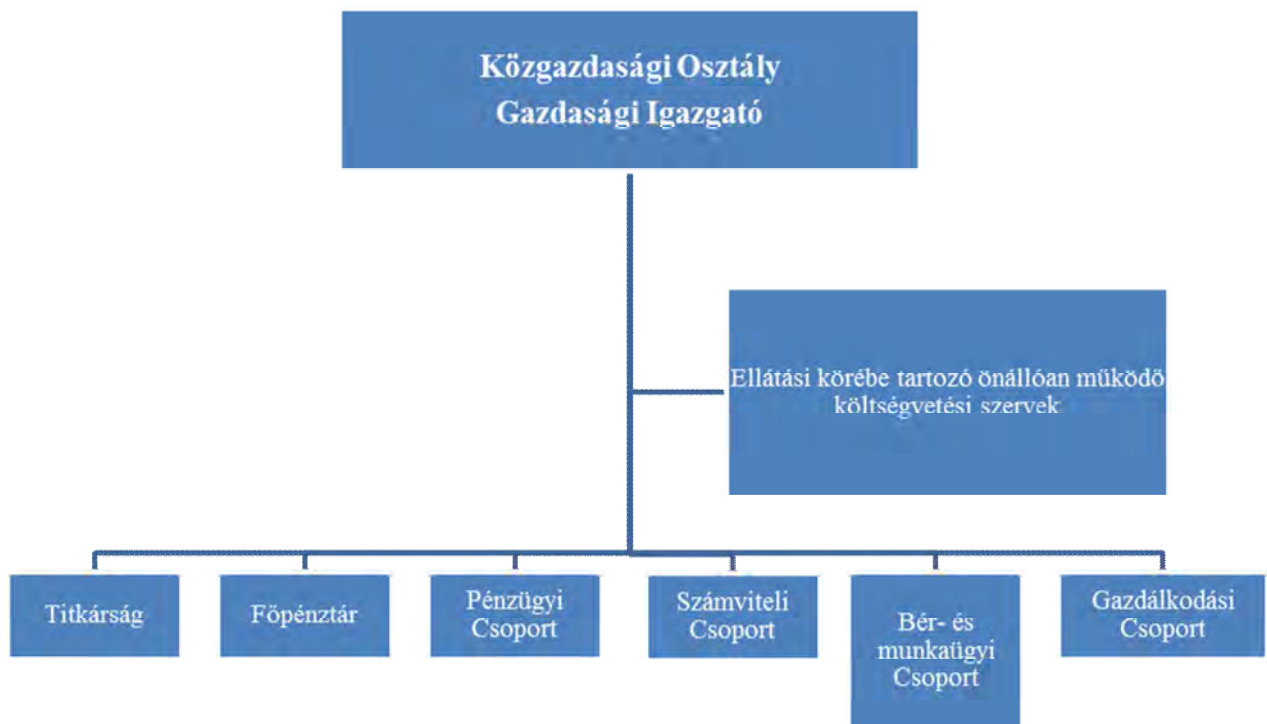 Közgazdasági Osztály
Gazdasági Igazgató
Ellátási körébe tartozó önállóan működő
költségvetési szervek
Titkárság
Főpénztár
Pénzügyi
Csoport
Számviteli
Csoport
Bér- és
munkaügyi
Csoport
Gazdálkodási
Csoport